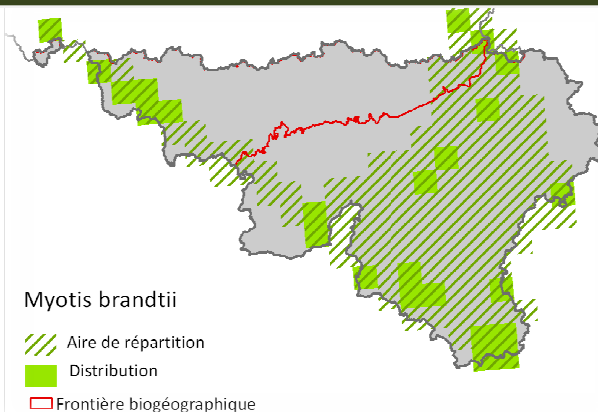 Myotis brandtii
Aire de répartition
Distribution
Frontière biogéographique